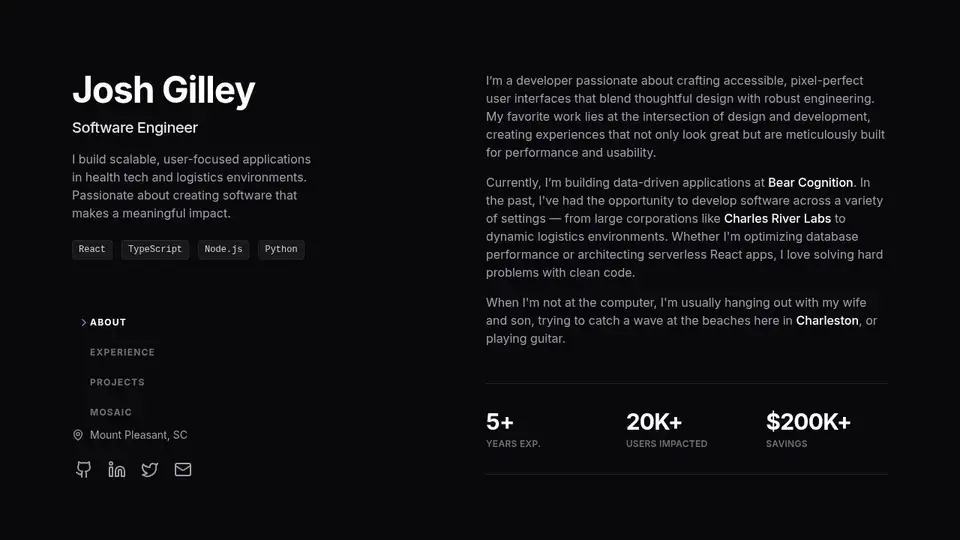 Josh Gilley
Software Engineer
I build scalable, user-focused applications
in health tech and logistics environments.
Passionate about creating software that
makes a meaningful impact.
React TypeScript Node.js Python
ABOUT
EXPERIENCE
PROJECTS
MOSAIC
Mount Pleasant, SC
I’m a developer passionate about crafting accessible, pixel-perfect
user interfaces that blend thoughtful design with robust engineering.
My favorite work lies at the intersection of design and development,
creating experiences that not only look great but are meticulously built
for performance and usability.
Currently, I’m building data-driven applications at Bear Cognition. In
the past, I've had the opportunity to develop software across a variety
of settings — from large corporations like Charles River Labs to
dynamic logistics environments. Whether I'm optimizing database
performance or architecting serverless React apps, I love solving hard
problems with clean code.
When I'm not at the computer, I'm usually hanging out with my wife
and son, trying to catch a wave at the beaches here in Charleston, or
playing guitar.
5+ 20K+ $200K+
YEARS EXP. USERS IMPACTED SAVINGS